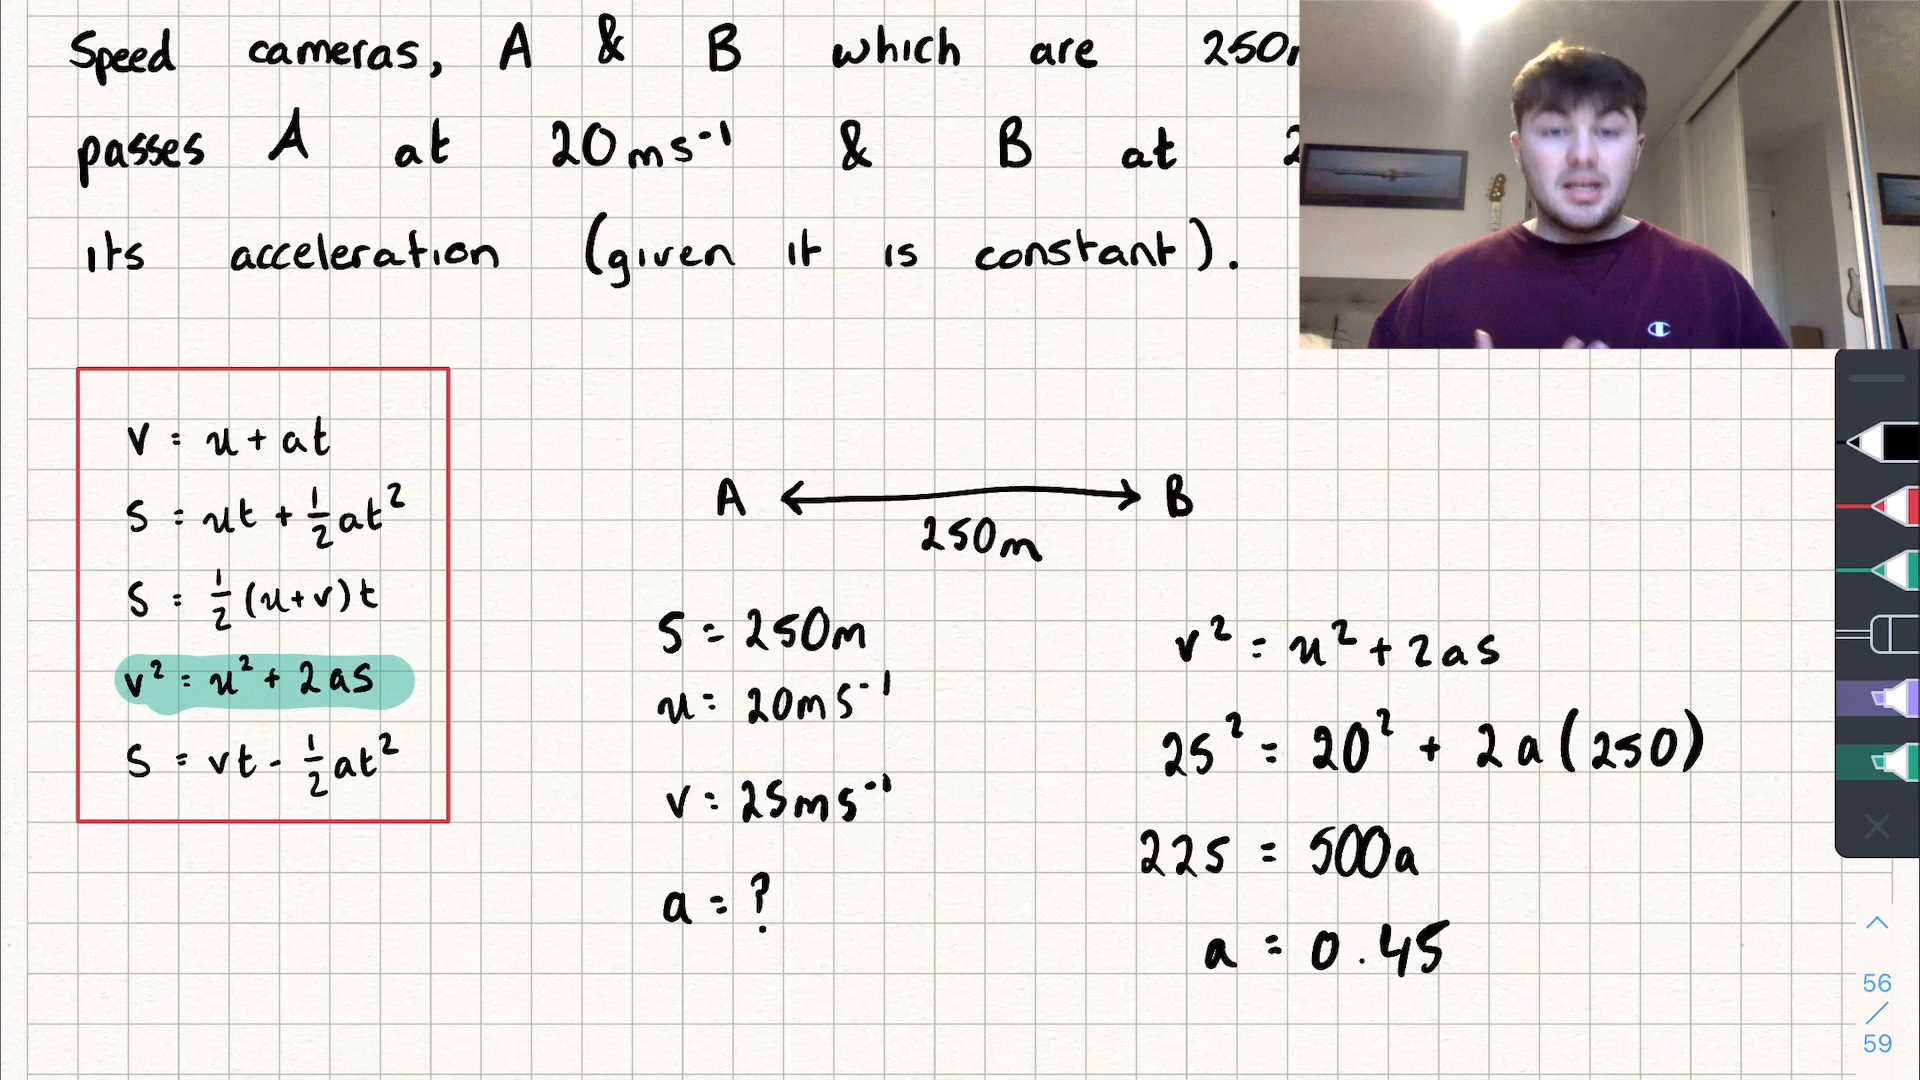 Speed cameras, A & B which are 250
passes A at 20ms⁻¹ & B at 2
its acceleration (given it is constant).
v = u + at
s = ut + ½at²
s = ½(u+v)t
v² = u² + 2as
s = vt - ½at²
A B
250m
s = 250m
u = 20ms⁻¹
v = 25ms⁻¹
a = ?
v² = u² + 2as
25² = 20² + 2a(250)
225 = 500a
a = 0.45
56
/
59